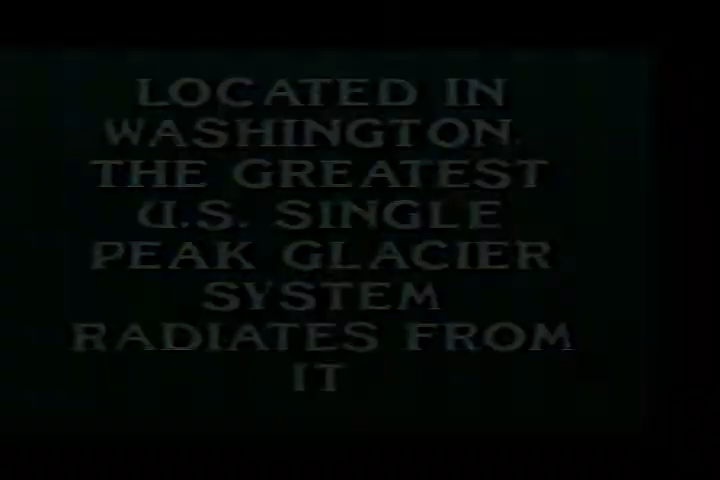 LOCATED IN
WASHINGTON,
THE GREATEST
U.S. SINGLE
PEAK GLACIER
SYSTEM
RADIATES FROM
IT